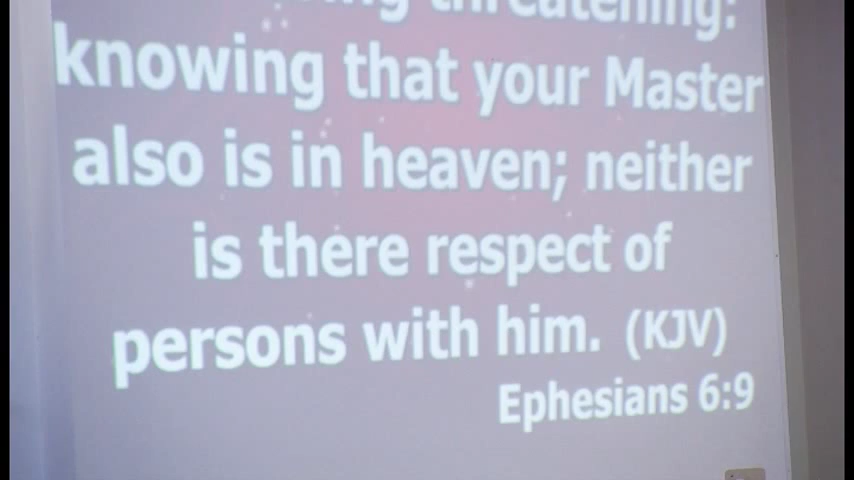 threatening:
knowing that your Master
also is in heaven; neither
is there respect of
persons with him. (KJV)
Ephesians 6:9